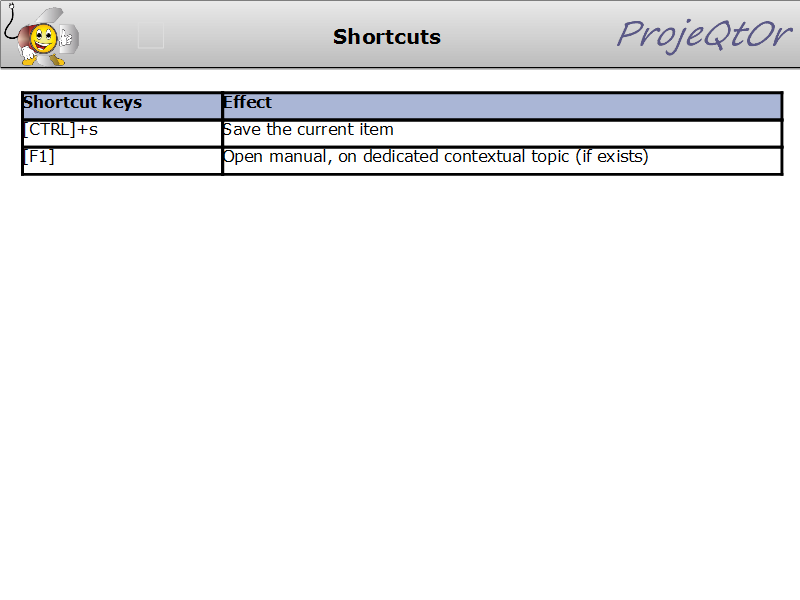 Shortcuts
ProjeQtOr
Shortcut keys Effect
[CTRL]+s Save the current item
[F1] Open manual, on dedicated contextual topic (if exists)